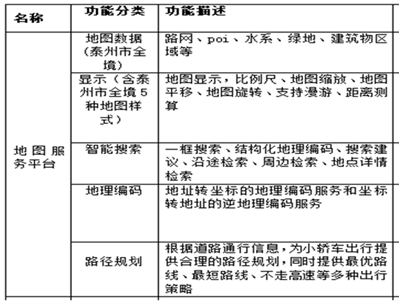 名称 功能分类 功能描述
地图服务平台
地图数据
(泰州市全
境)
路网、poi、水系、绿地、建筑物区
域等
显示（含泰
州市全境 5
种地图样
式）
地图显示，比例尺、地图缩放、地图
平移、地图旋转、支持漫游、距离测
算
智能搜索
一框搜索、结构化地理编码、搜索建
议、沿途检索、周边检索、地点详情
检索
地理编码
地址转坐标的地理编码服务和坐标
转地址的逆地理编码服务
路径规划
根据道路通行信息，为小轿车出行提
供合理的路径规划，同时提供最优路
线、最短路线、不走高速等多种出行
策略